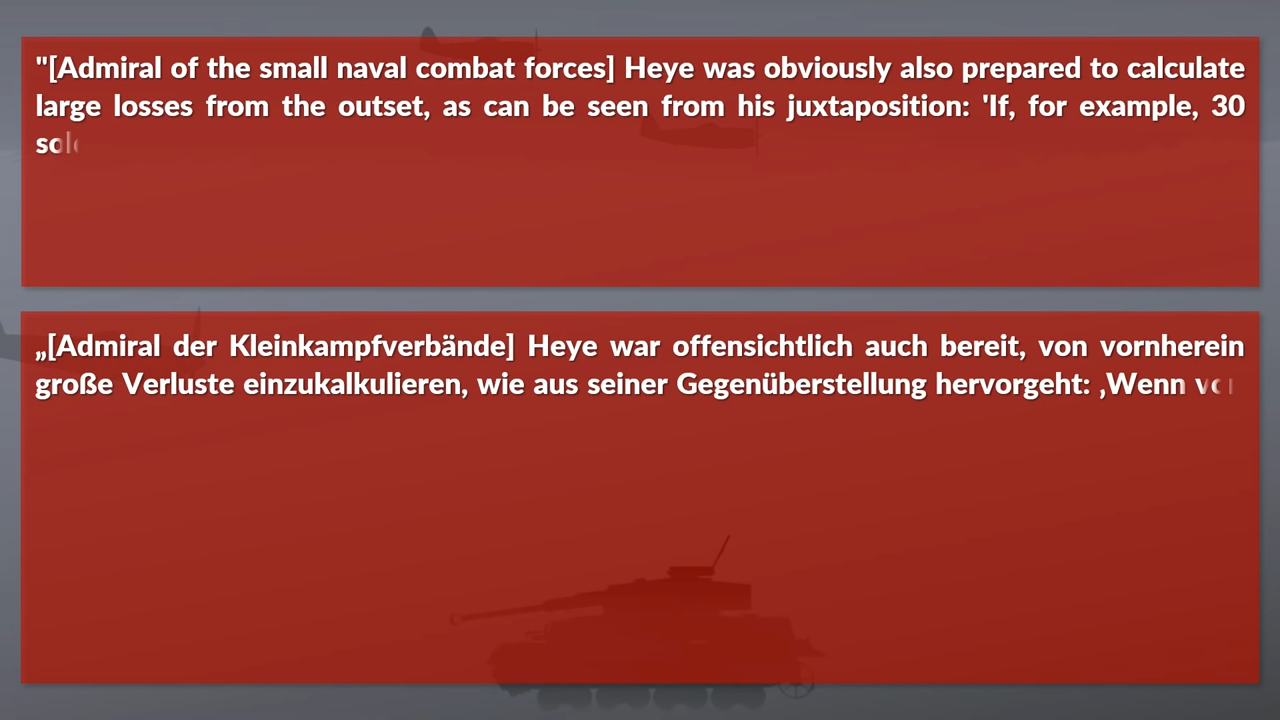 "[Admiral of the small naval combat forces] Heye was obviously also prepared to calculate
large losses from the outset, as can be seen from his juxtaposition: 'If, for example, 30
„[Admiral der Kleinkampfverbände] Heye war offensichtlich auch bereit, von vornherein
große Verluste einzukalkulieren, wie aus seiner Gegenüberstellung hervorgeht: ‚Wenn